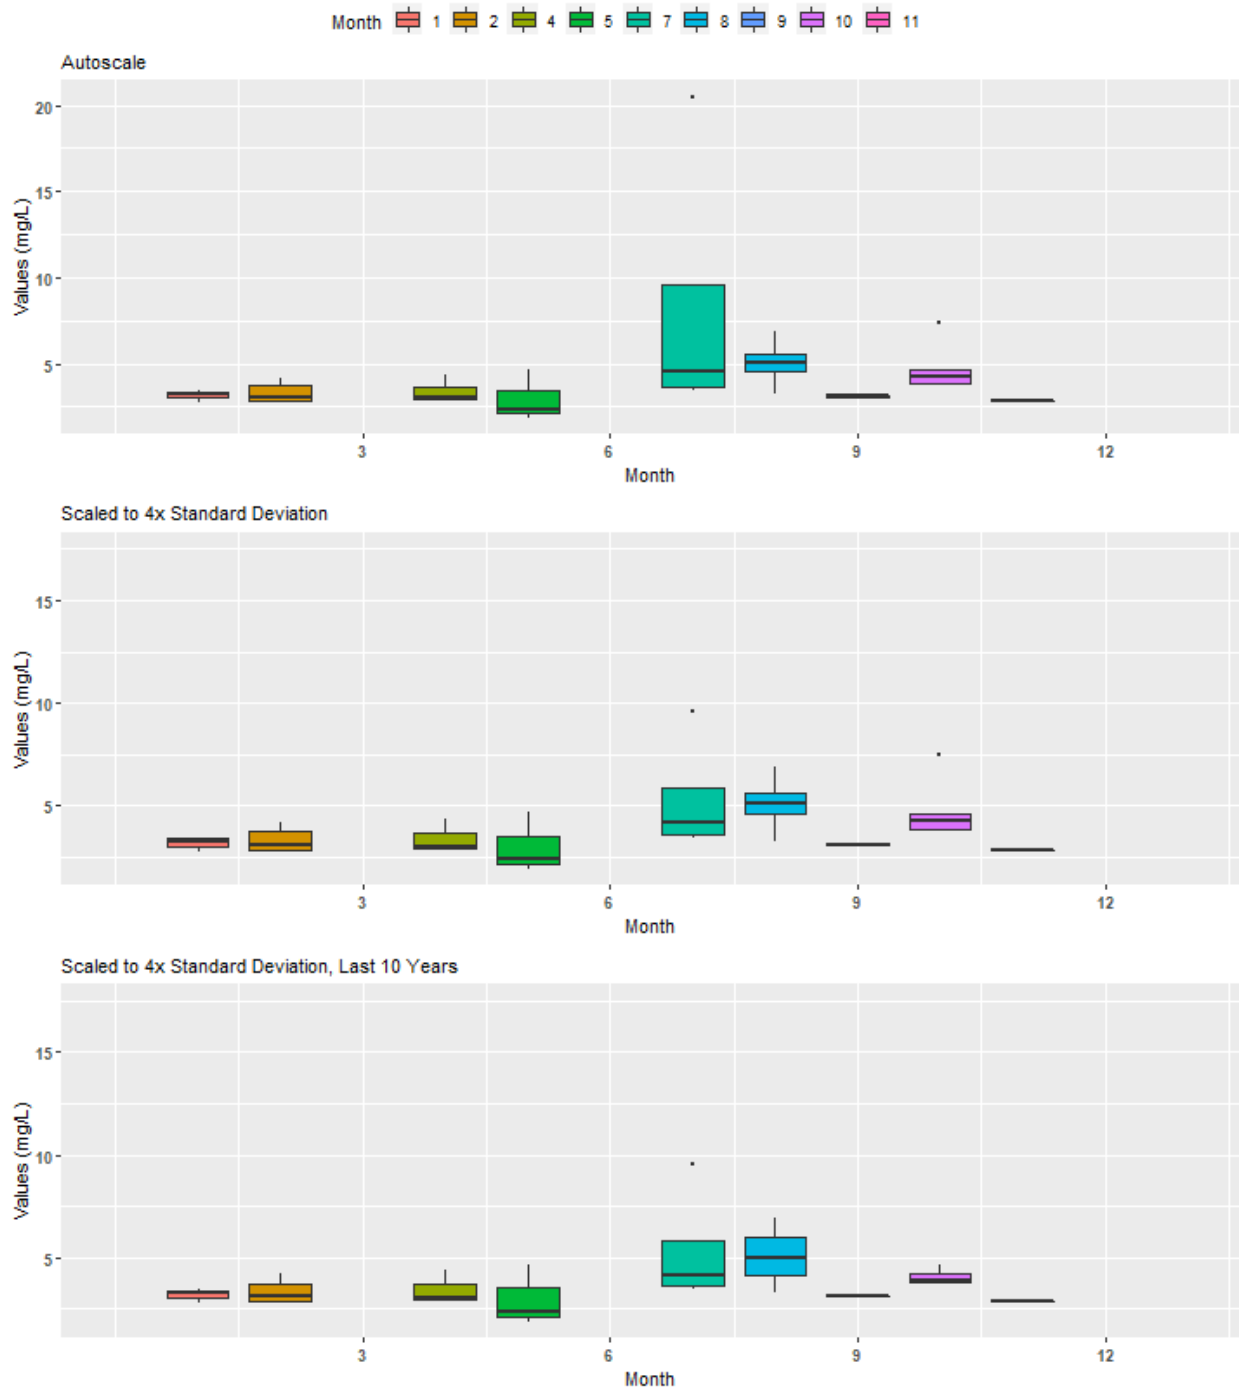 Month 1 2 4 5 7 8 9 10 11
Autoscale
20
15
10
5
Values (mg/L)
3 6 9 12
Month
Scaled to 4x Standard Deviation
15
10
5
Values (mg/L)
3 6 9 12
Month
Scaled to 4x Standard Deviation, Last 10 Years
15
10
5
Values (mg/L)
3 6 9 12
Month